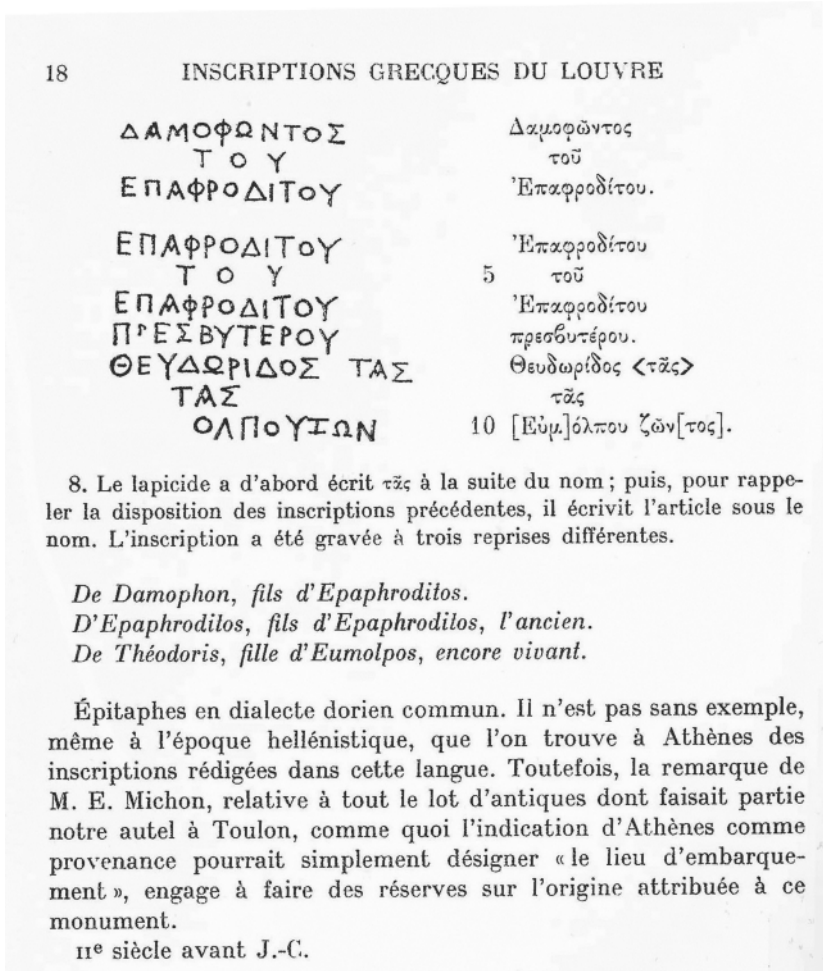 18 INSCRIPTIONS GRECQUES DU LOUVRE
ΔΑΜΟΦΩΝΤΟΣ Δαμοφῶντος
ΤΟΥ τοῦ
ΕΠΑΦΡΟΔΙΤΟΥ Ἐπαφροδίτου.
ΕΠΑΦΡΟΔΙΤΟΥ Ἐπαφροδίτου
ΤΟΥ 5 τοῦ
ΕΠΑΦΡΟΔΙΤΟΥ Ἐπαφροδίτου
ΠΡΕΣΒΥΤΕΡΟΥ πρεσϐυτέρου.
ΘΕΥΔΩΡΙΔΟΣ ΤΑΣ Θευδωρίδος <τᾶς>
ΤΑΣ τᾶς
ΟΛΠΟΥΖΩΝ 10 [Εὐμ]όλπου ζῶν[τος].
8. Le lapicide a d'abord écrit τᾶς à la suite du nom ; puis, pour rappe-
ler la disposition des inscriptions précédentes, il écrivit l'article sous le
nom. L'inscription a été gravée à trois reprises différentes.
De Damophon, fils d'Epaphroditos.
D'Epaphroditos, fils d'Epaphroditos, l'ancien.
De Théodoris, fille d'Eumolpos, encore vivant.
Épitaphes en dialecte dorien commun. Il n'est pas sans exemple,
même à l'époque hellénistique, que l'on trouve à Athènes des
inscriptions rédigées dans cette langue. Toutefois, la remarque de
M. E. Michon, relative à tout le lot d'antiques dont faisait partie
notre autel à Toulon, comme quoi l'indication d'Athènes comme
provenance pourrait simplement désigner « le lieu d'embarque-
ment », engage à faire des réserves sur l'origine attribuée à ce
monument.
IIe siècle avant J.-C.